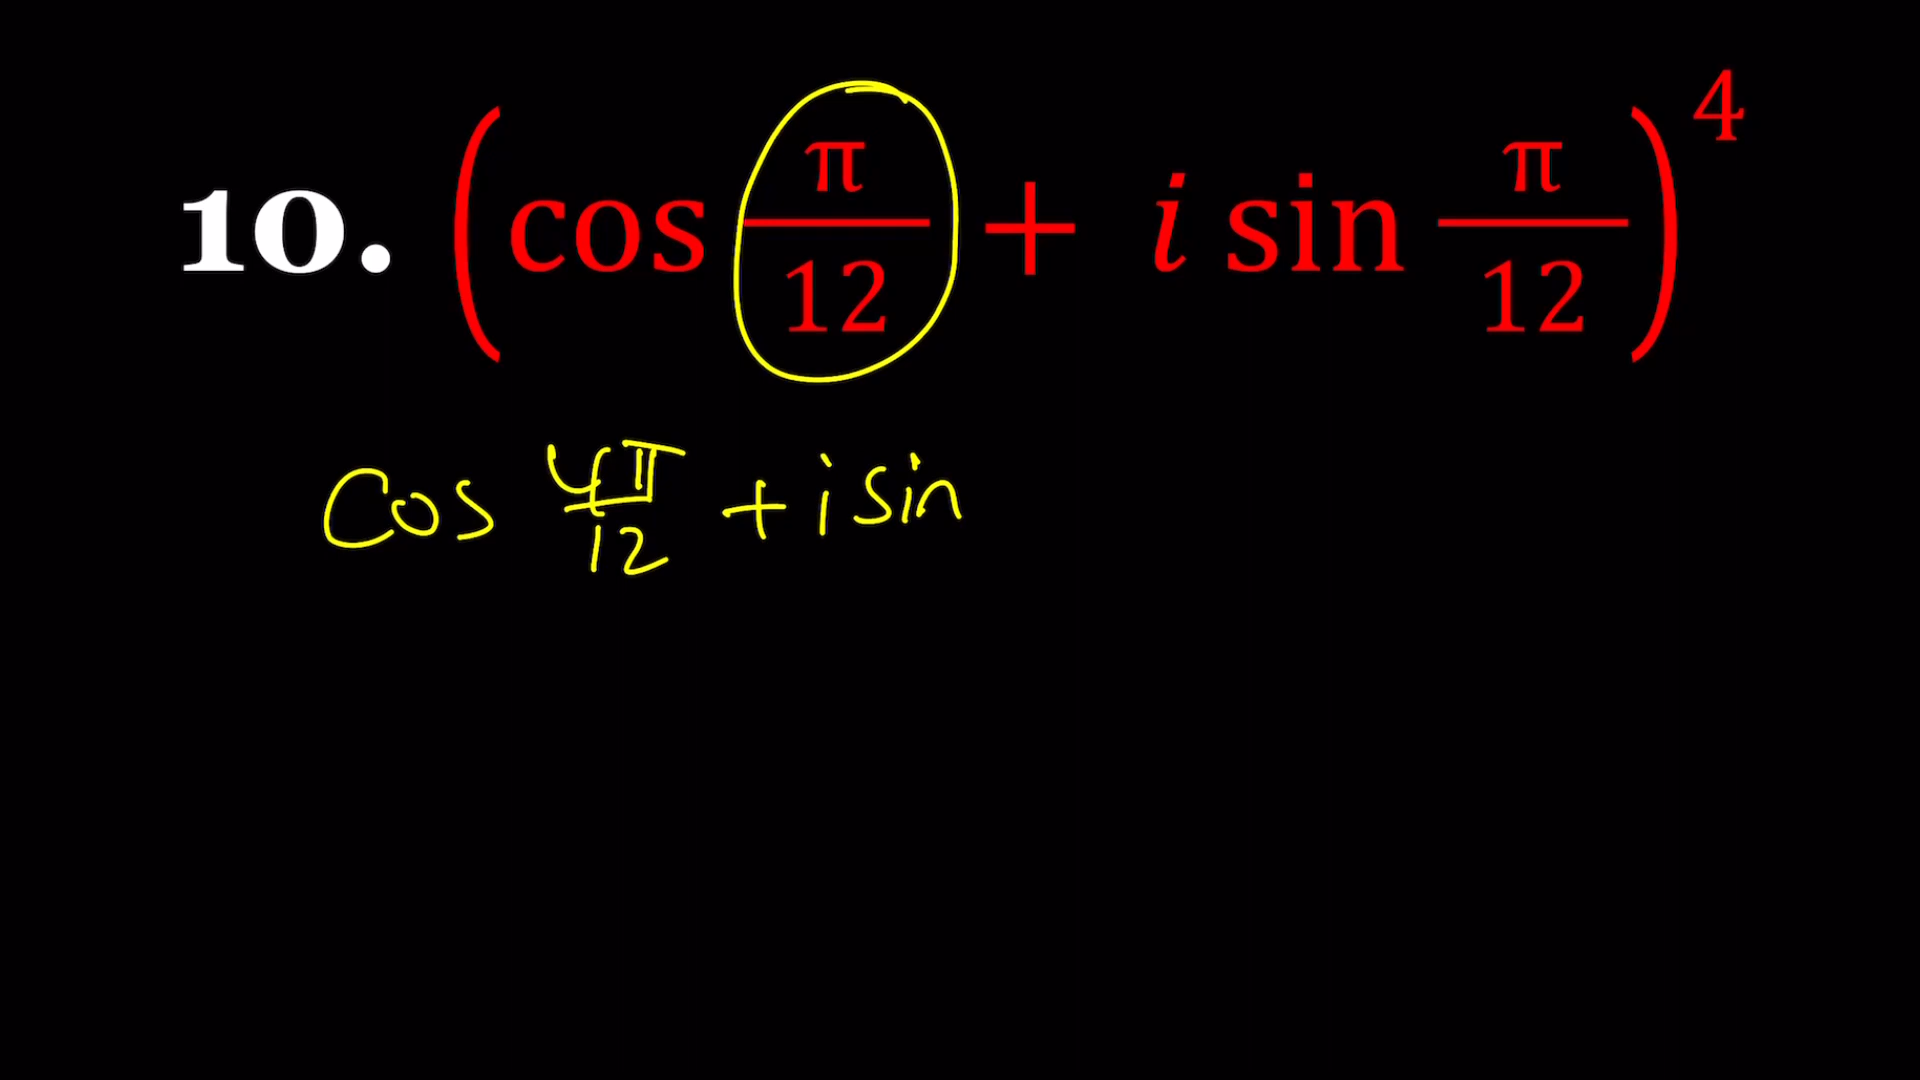 10. (cos π/12 + i sin π/12)^4
cos 4π/12 + i sin